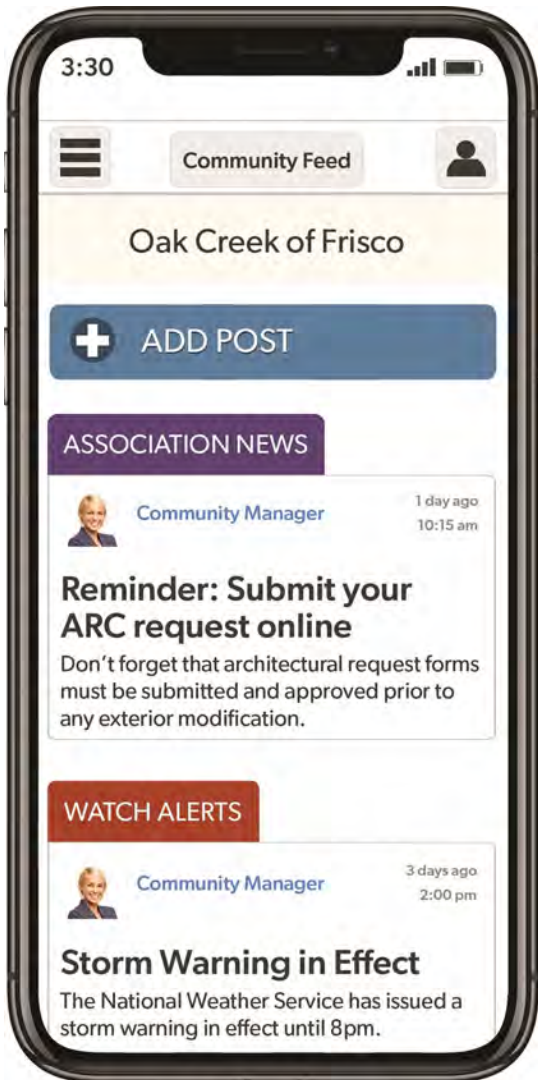 3:30
Community Feed
Oak Creek of Frisco
ADD POST
ASSOCIATION NEWS
Community Manager
1 day ago
10:15 am
Reminder: Submit your
ARC request online
Don’t forget that architectural request forms
must be submitted and approved prior to
any exterior modification.
WATCH ALERTS
Community Manager
3 days ago
2:00 pm
Storm Warning in Effect
The National Weather Service has issued a
storm warning in effect until 8pm.